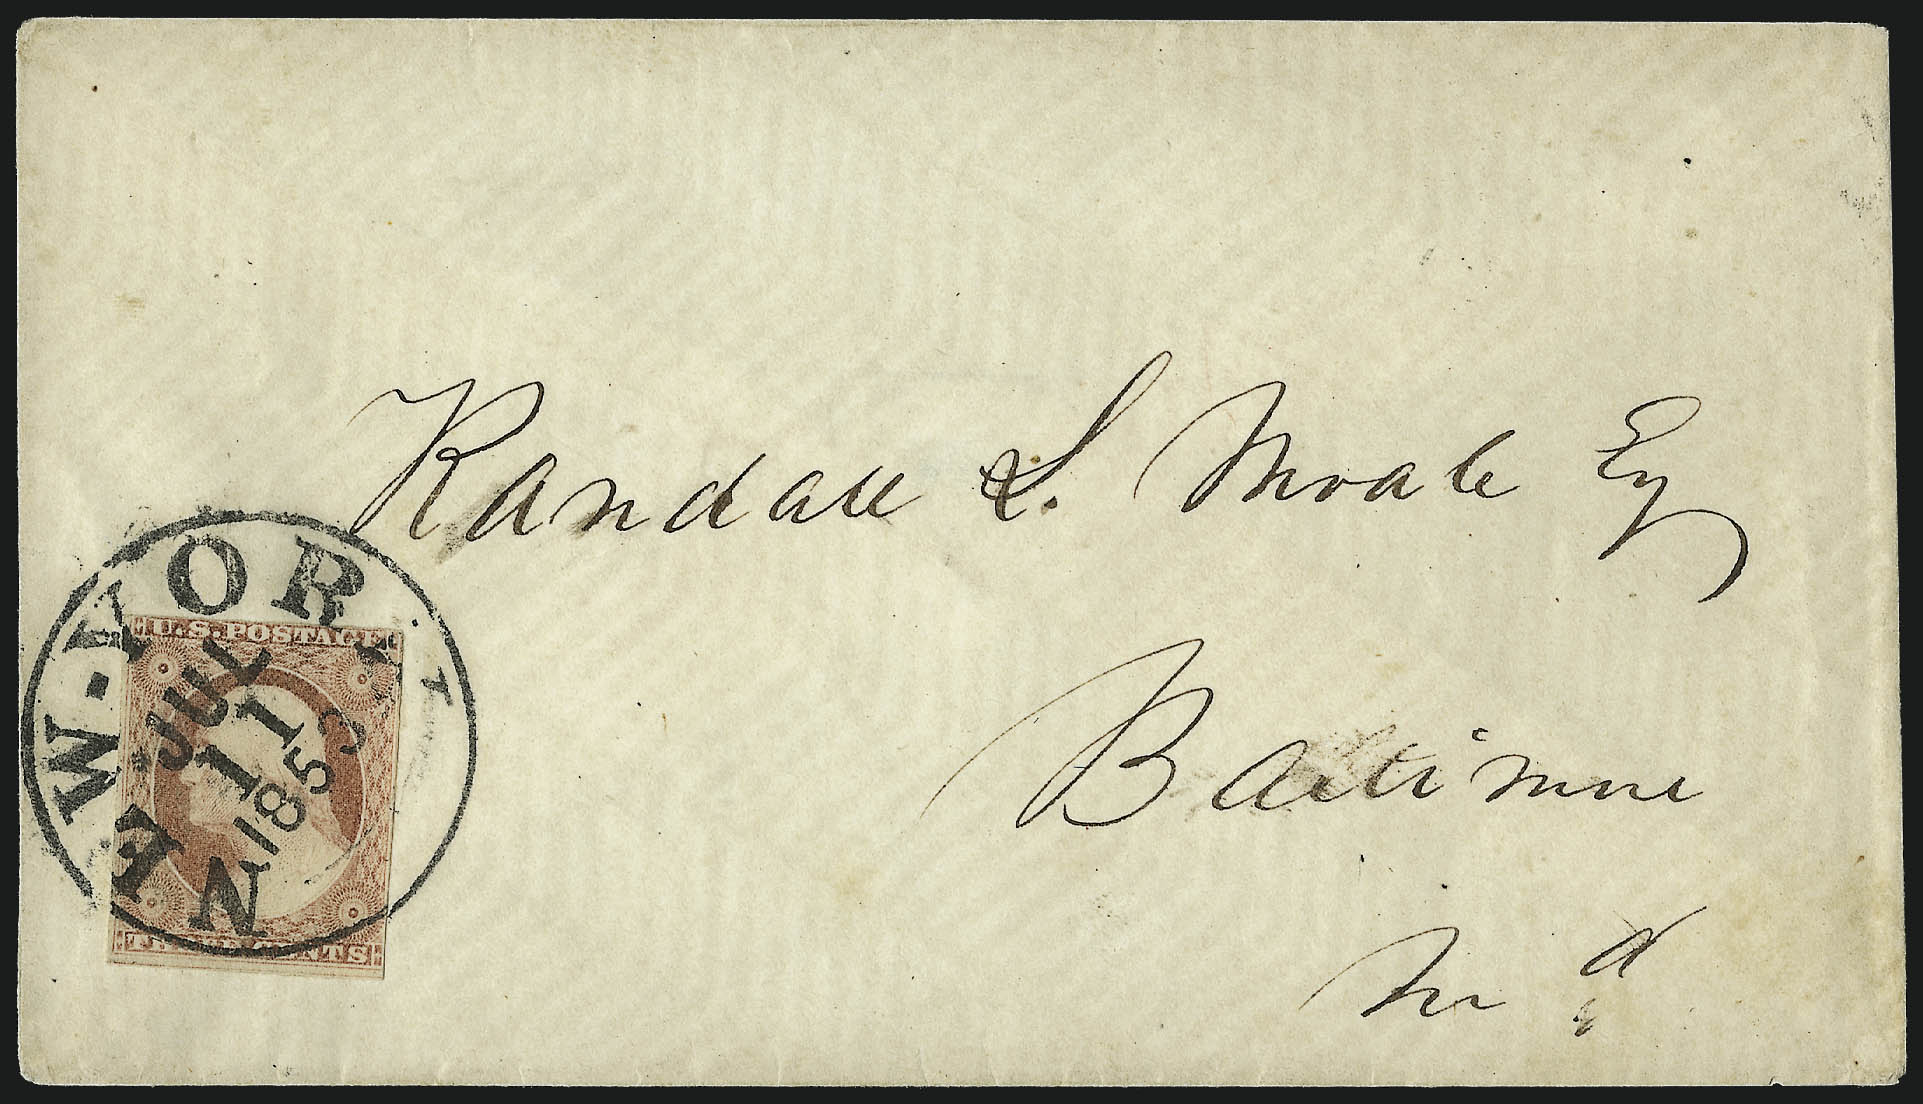 Randall S. Moale Esq
Baltimore
Md
NEW-YORK
JUL
11
1853
U.S. POSTAGE
THREE CENTS